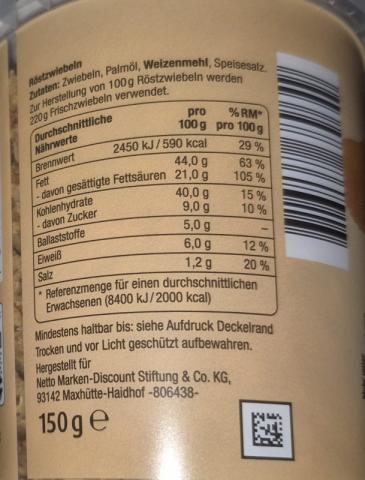 Röstzwiebeln
Zutaten: Zwiebeln, Palmöl, Weizenmehl, Speisesalz.
Zur Herstellung von 100g Röstzwiebeln werden
220g Frischzwiebeln verwendet.
Durchschnittliche pro % RM*
Nährwerte 100 g pro 100 g
Brennwert 2450 kJ / 590 kcal 29 %
Fett 44,0 g 63 %
- davon gesättigte Fettsäuren 21,0 g 105 %
Kohlenhydrate 40,0 g 15 %
- davon Zucker 9,0 g 10 %
Ballaststoffe 5,0 g –
Eiweiß 6,0 g 12 %
Salz 1,2 g 20 %
* Referenzmenge für einen durchschnittlichen
Erwachsenen (8400 kJ / 2000 kcal)
Mindestens haltbar bis: siehe Aufdruck Deckelrand
Trocken und vor Licht geschützt aufbewahren.
Hergestellt für
Netto Marken-Discount Stiftung & Co. KG,
93142 Maxhütte-Haidhof -806438-
150 g e